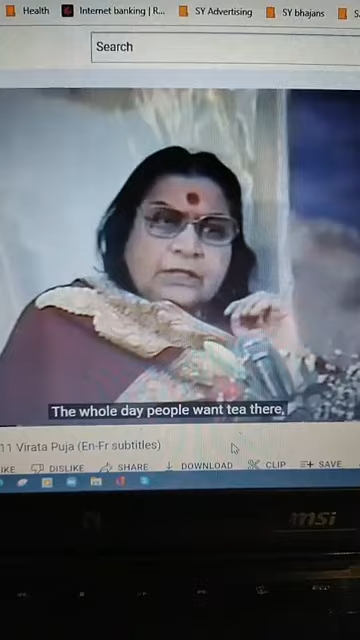 Health Internet banking | R... SY Advertising SY bhajans
Search
The whole day people want tea there,
11 Virata Puja (En-Fr subtitles)
IKE DISLIKE SHARE DOWNLOAD CLIP SAVE
msi